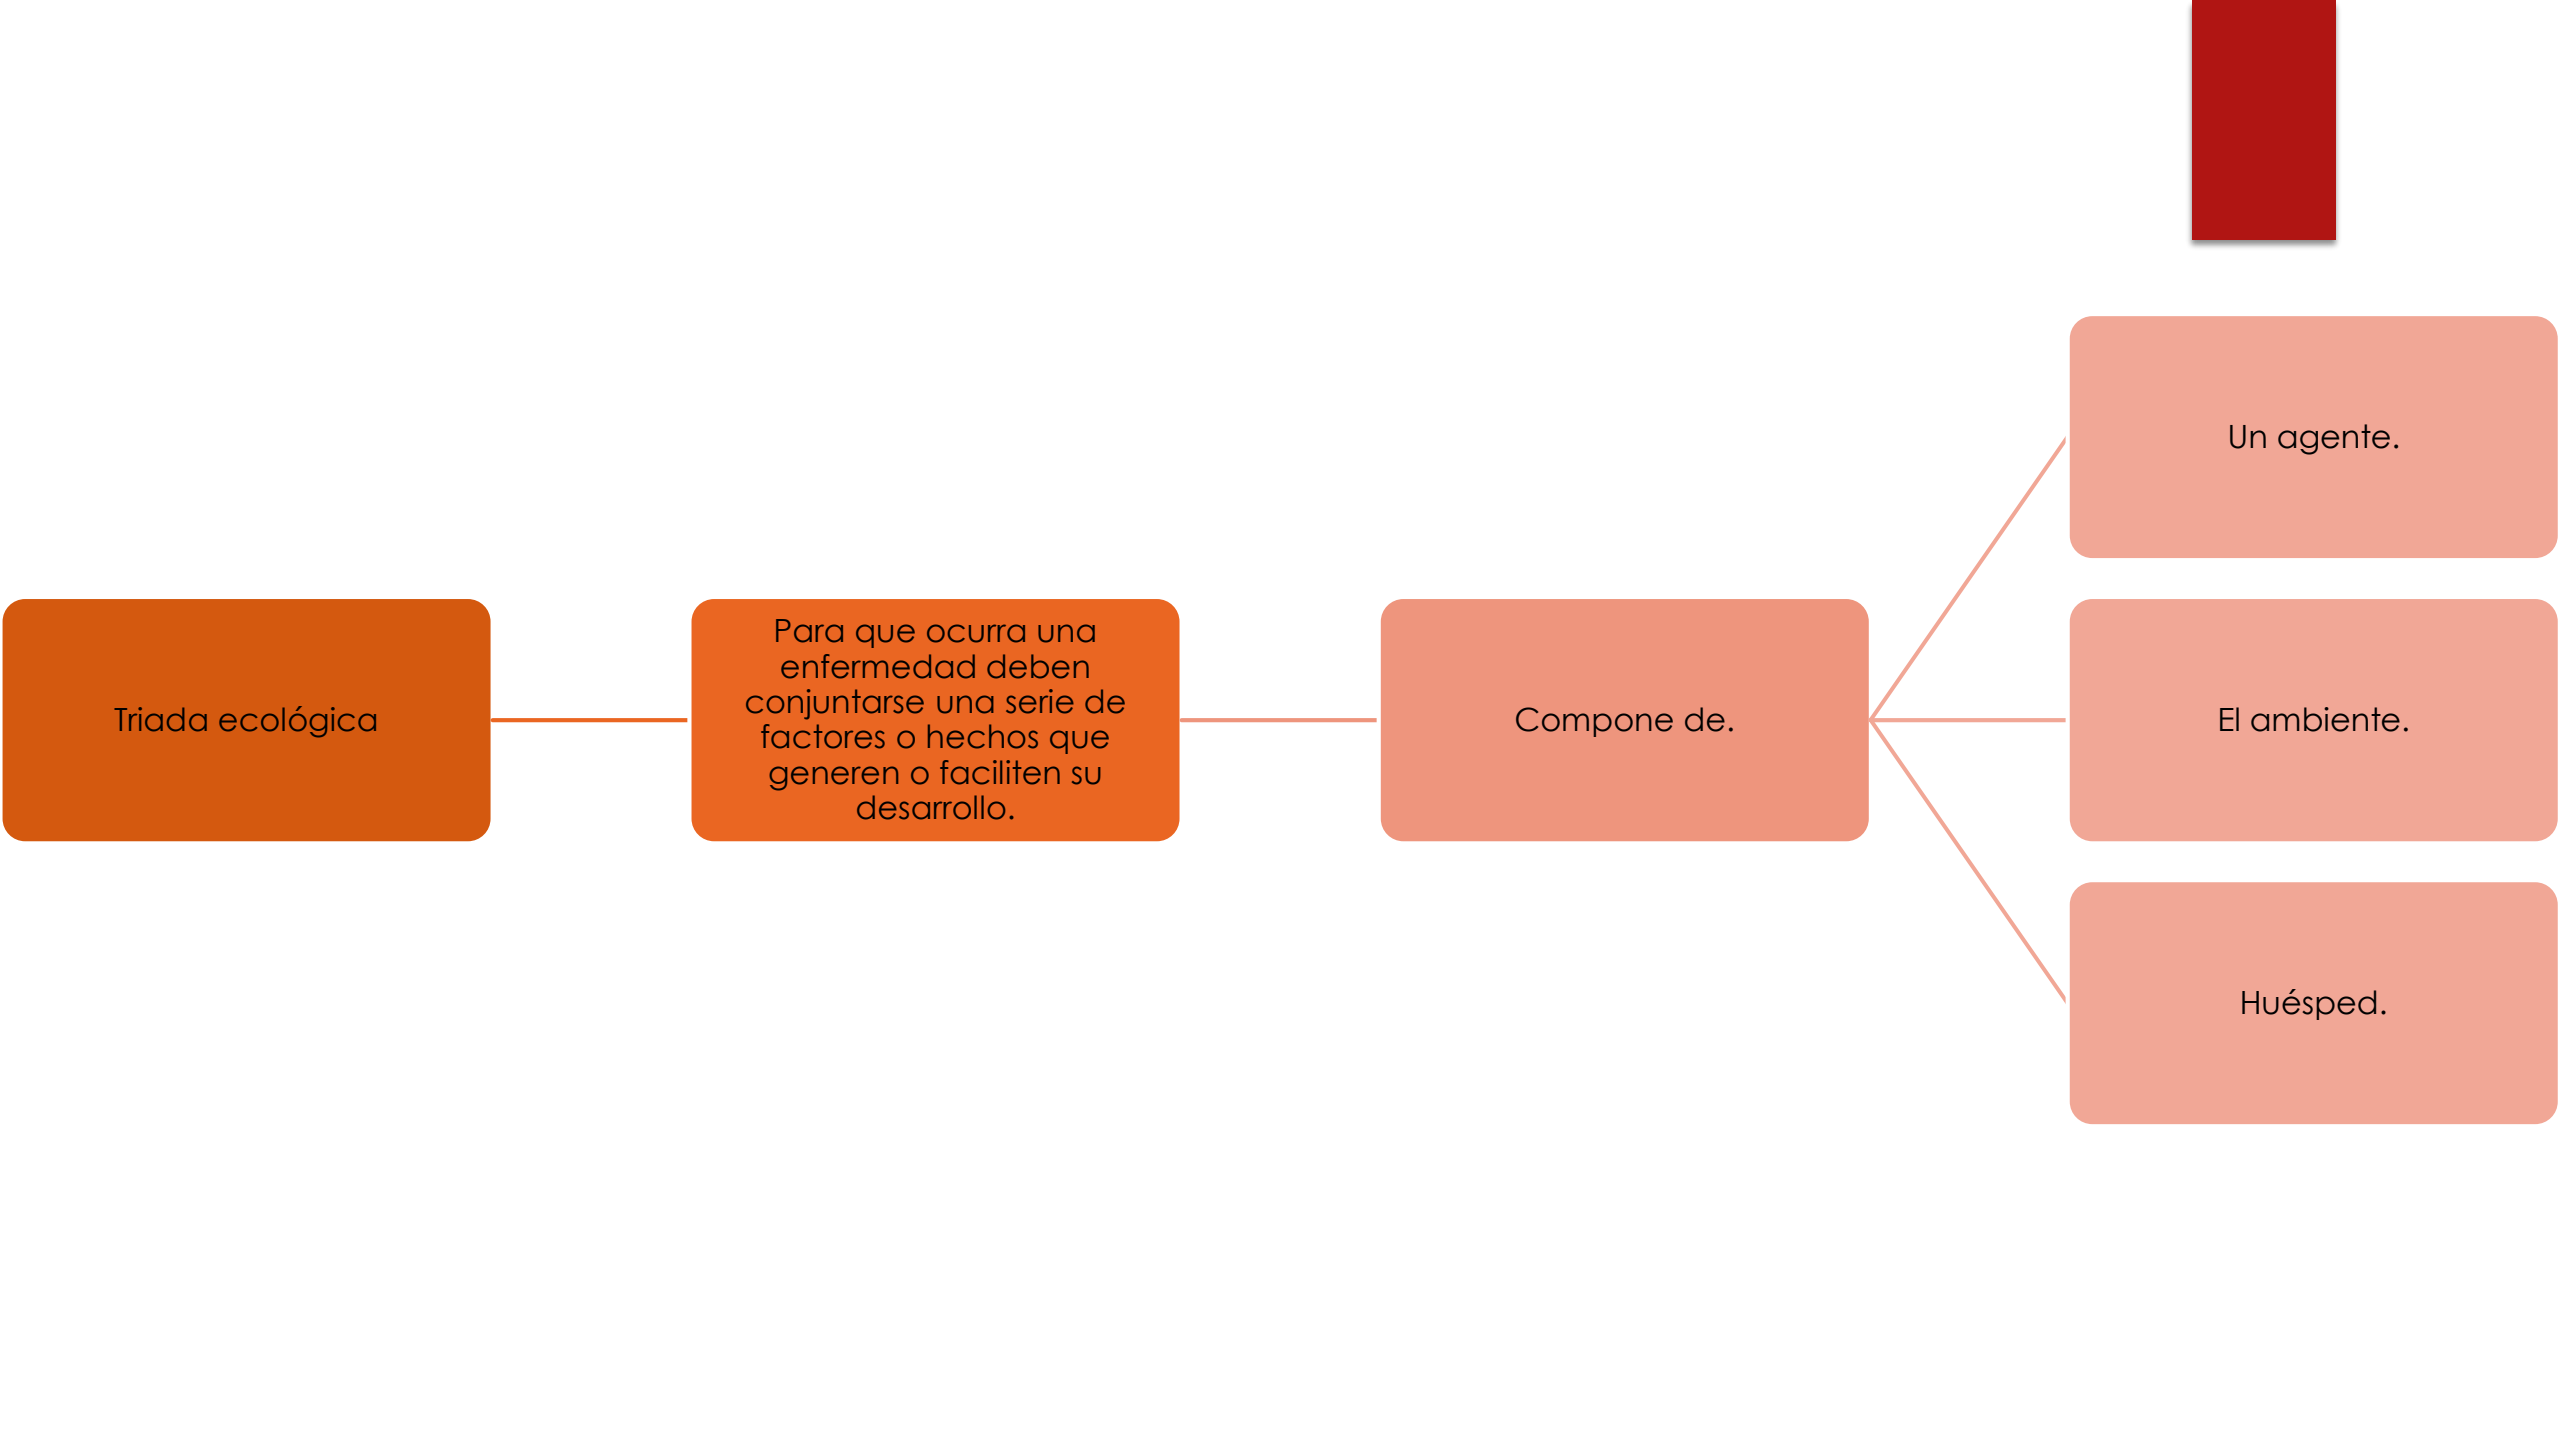 Triada ecológica
Para que ocurra una
enfermedad deben
conjuntarse una serie de
factores o hechos que
generen o faciliten su
desarrollo.
Compone de.
Un agente.
El ambiente.
Huésped.